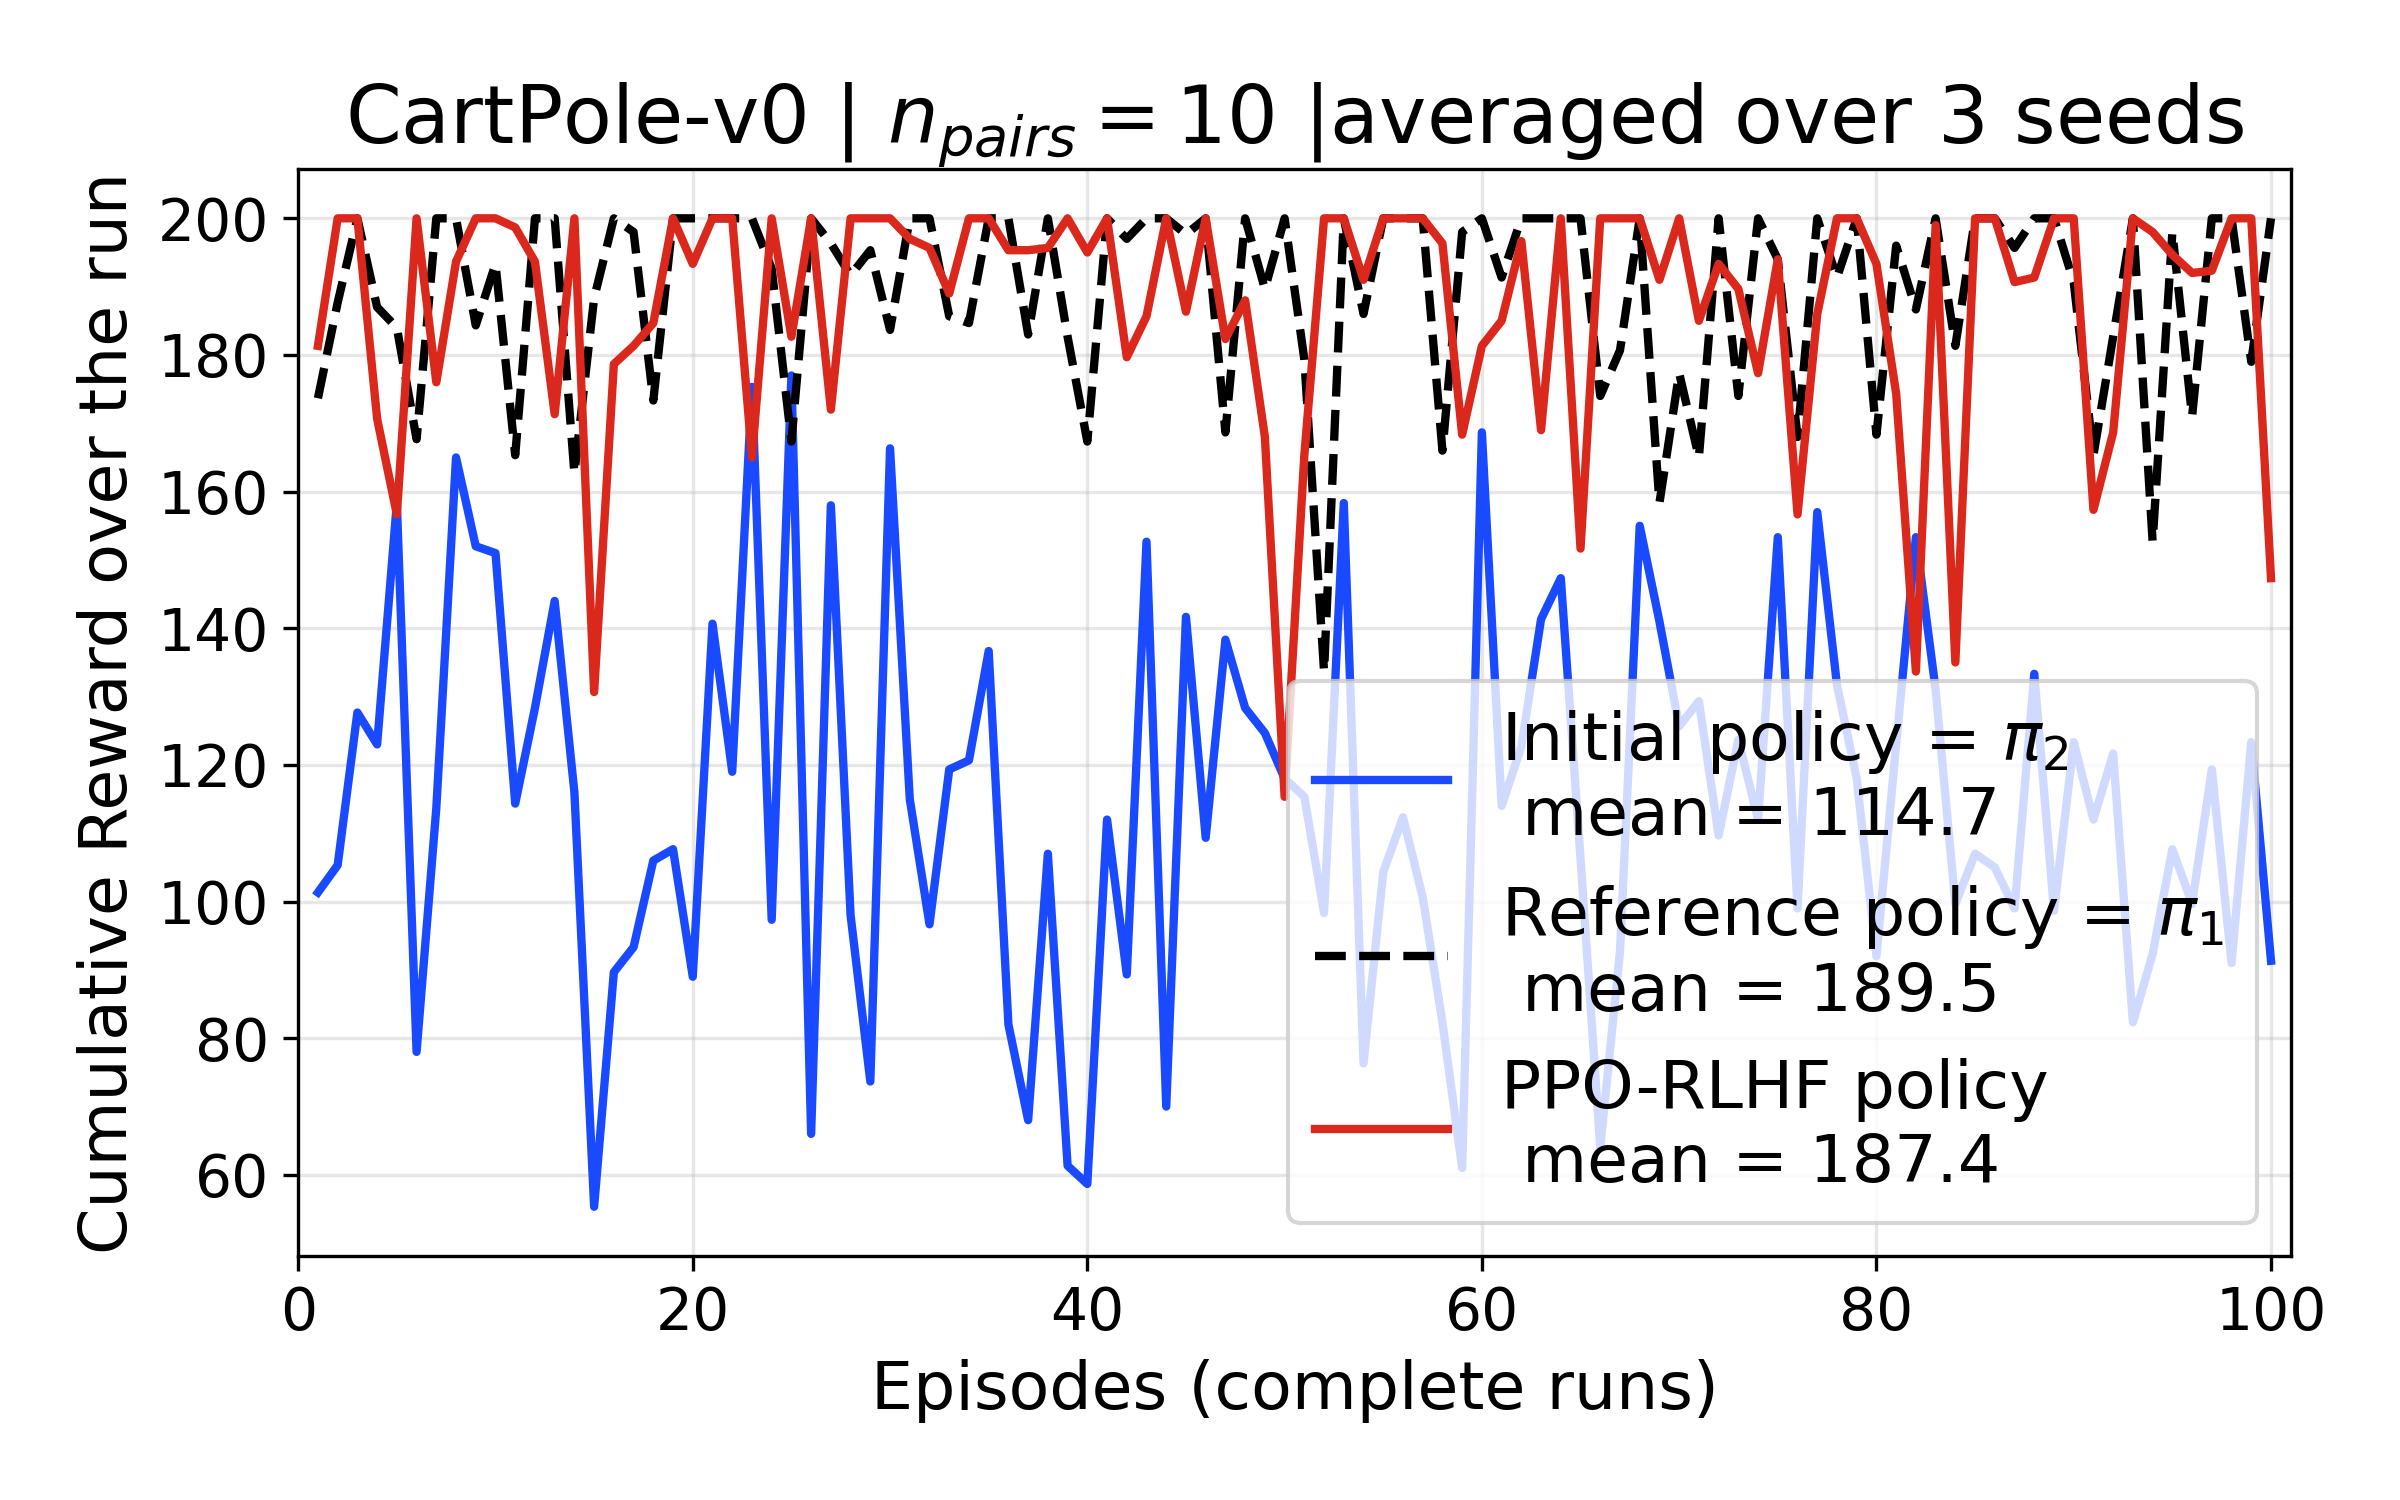 CartPole-v0 | n_pairs = 10 |averaged over 3 seeds
Cumulative Reward over the run
200
180
160
140
120
100
80
60
Initial policy = π₂
mean = 114.7
Reference policy = π₁
mean = 189.5
PPO-RLHF policy
mean = 187.4
0 20 40 60 80 100
Episodes (complete runs)